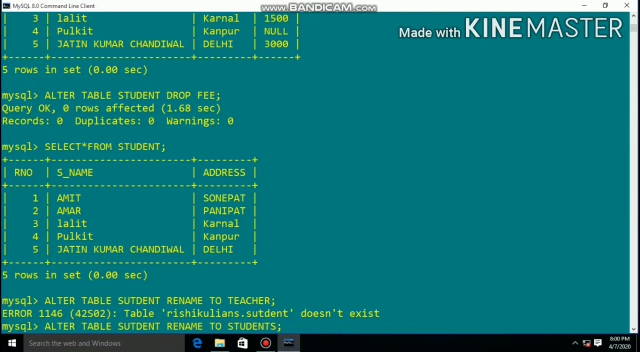 MySQL 8.0 Command Line Client
www.BANDICAM.com
Made with KINEMASTER
| 3 | lalit | Karnal | 1500 |
| 4 | Pulkit | Kanpur | NULL |
| 5 | JATIN KUMAR CHANDIWAL | DELHI | 3000 |
5 rows in set (0.00 sec)
mysql> ALTER TABLE STUDENT DROP FEE;
Query OK, 0 rows affected (1.68 sec)
Records: 0 Duplicates: 0 Warnings: 0
mysql> SELECT*FROM STUDENT;
| RNO | S_NAME | ADDRESS |
| 1 | AMIT | SONEPAT |
| 2 | AMAR | PANIPAT |
| 3 | lalit | Karnal |
| 4 | Pulkit | Kanpur |
| 5 | JATIN KUMAR CHANDIWAL | DELHI |
5 rows in set (0.00 sec)
mysql> ALTER TABLE SUTDENT RENAME TO TEACHER;
ERROR 1146 (42S02): Table 'rishikulians.sutdent' doesn't exist
mysql> ALTER TABLE SUTDENT RENAME TO STUDENTS;
Search the web and Windows
8:00 PM
4/7/2020